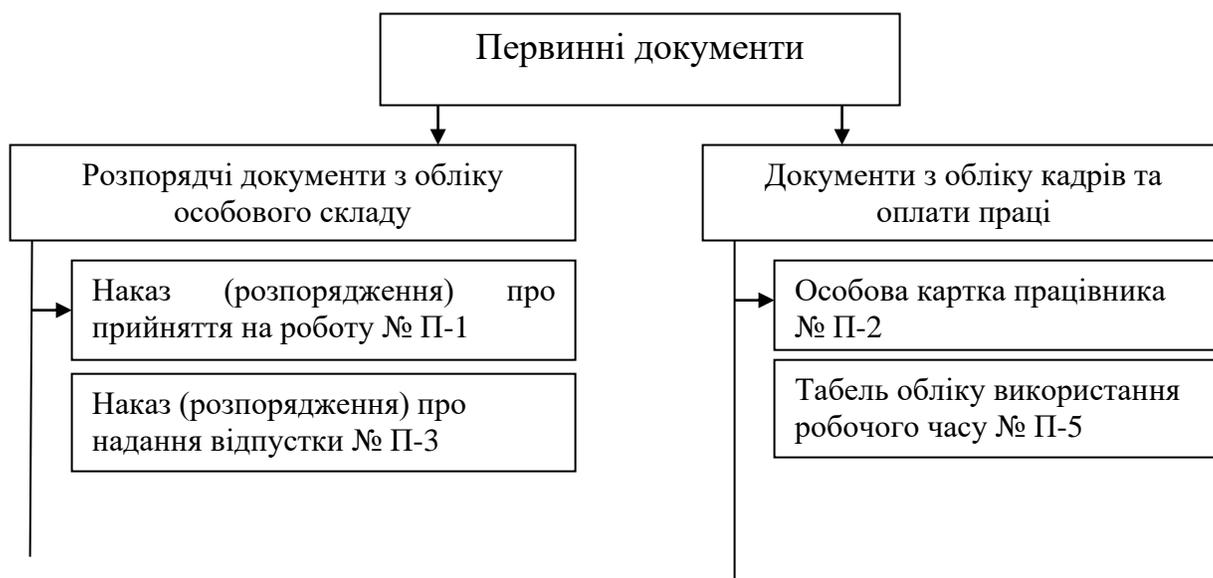 Первинні документи
Розпорядчі документи з обліку
особового складу
Документи з обліку кадрів та
оплати праці
Наказ (розпорядження) про
прийняття на роботу № П-1
Особова картка працівника
№ П-2
Наказ (розпорядження) про
надання відпустки № П-3
Табель обліку використання
робочого часу № П-5